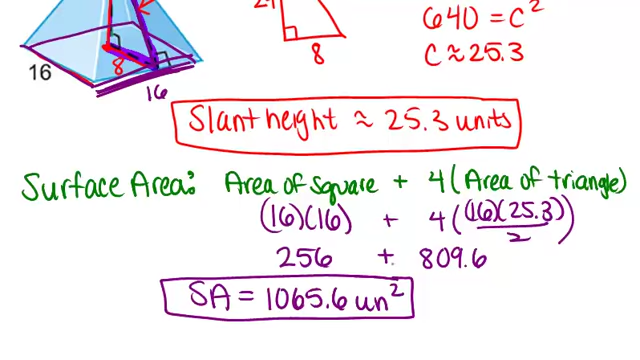 24
640 = c²
16
8
8
c ≈ 25.3
16
Slant height ≈ 25.3 units
Surface Area: Area of square + 4 (Area of triangle)
(16)(16) + 4 ((16)(25.3)/2)
256 + 809.6
SA = 1065.6 un²